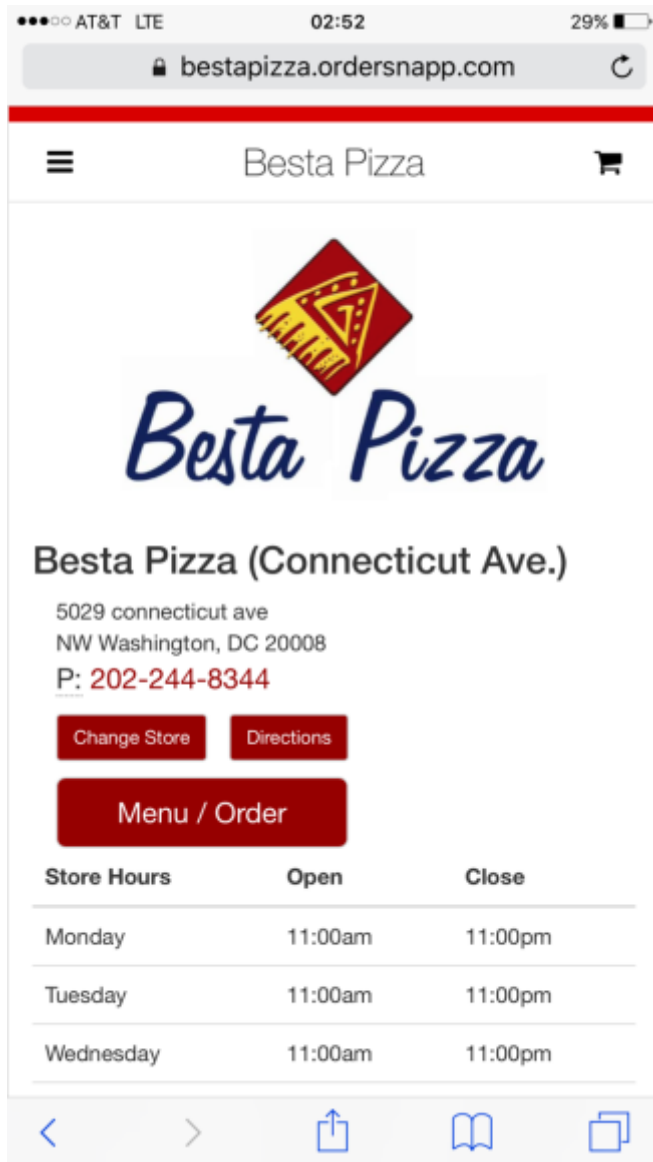 AT&T LTE 02:52 29%
bestapizza.ordersnapp.com
Besta Pizza
Besta Pizza
Besta Pizza (Connecticut Ave.)
5029 connecticut ave
NW Washington, DC 20008
P: 202-244-8344
Change Store Directions
Menu / Order
Store Hours Open Close
Monday 11:00am 11:00pm
Tuesday 11:00am 11:00pm
Wednesday 11:00am 11:00pm